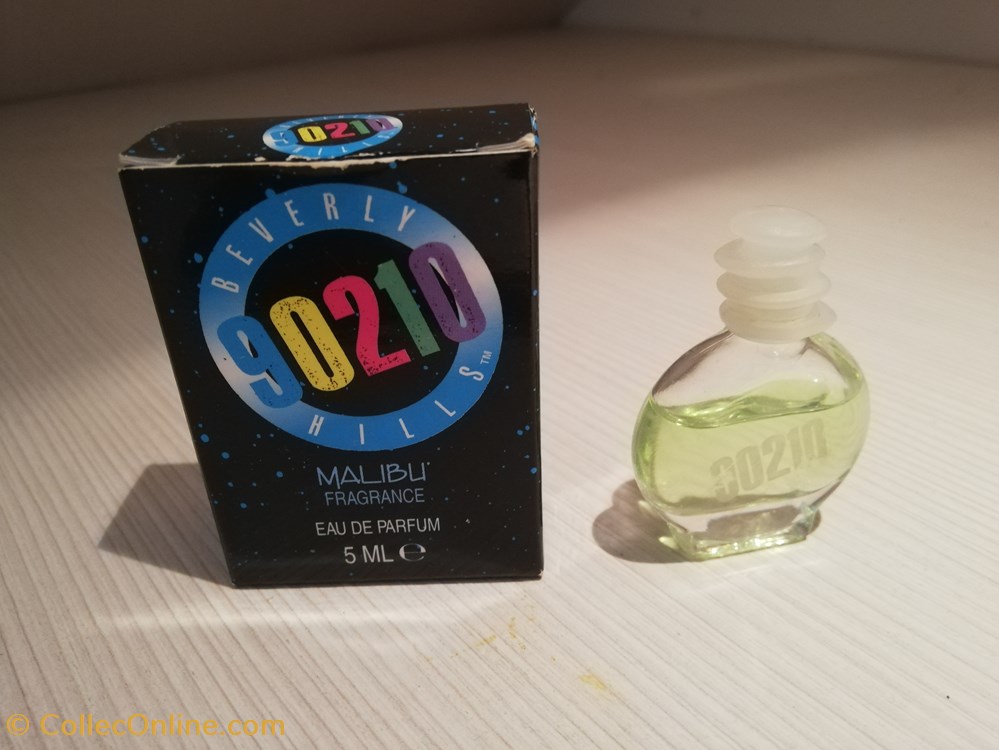 90210
BEVERLY
90210
HILLS™
MALIBU
FRAGRANCE
EAU DE PARFUM
5 ML ℮
90210
© CollecOnline.com